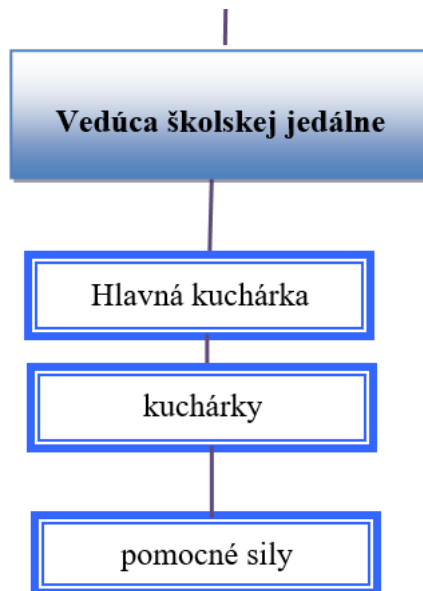 Vedúca školskej jedálne
Hlavná kuchárka
kuchárky
pomocné sily